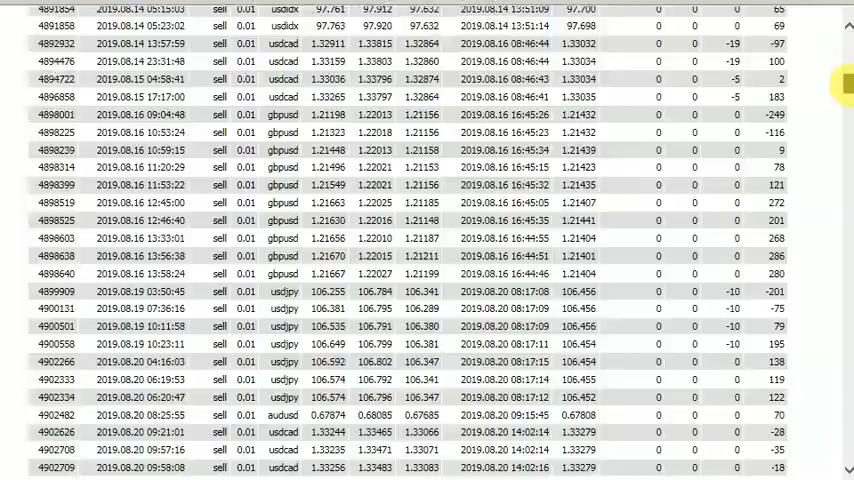 4891854 2019.08.14 05:15:03 sell 0.01 usdidx 97.761 97.912 97.632 2019.08.14 13:51:09 97.700 0 0 0 65
4891858 2019.08.14 05:23:02 sell 0.01 usdidx 97.763 97.920 97.632 2019.08.14 13:51:14 97.698 0 0 0 69
4892932 2019.08.14 13:57:59 sell 0.01 usdcad 1.32911 1.33815 1.32864 2019.08.16 08:46:44 1.33032 0 0 -19 -97
4894476 2019.08.14 23:31:48 sell 0.01 usdcad 1.33159 1.33803 1.32860 2019.08.16 08:46:44 1.33034 0 0 -19 100
4894722 2019.08.15 04:58:41 sell 0.01 usdcad 1.33036 1.33796 1.32874 2019.08.16 08:46:43 1.33034 0 0 -5 2
4896858 2019.08.15 17:17:00 sell 0.01 usdcad 1.33265 1.33797 1.32864 2019.08.16 08:46:41 1.33035 0 0 -5 183
4898001 2019.08.16 09:04:48 sell 0.01 gbpusd 1.21198 1.22013 1.21156 2019.08.16 16:45:26 1.21432 0 0 0 -249
4898225 2019.08.16 10:53:24 sell 0.01 gbpusd 1.21323 1.22018 1.21156 2019.08.16 16:45:23 1.21432 0 0 0 -116
4898239 2019.08.16 10:59:15 sell 0.01 gbpusd 1.21448 1.22013 1.21158 2019.08.16 16:45:34 1.21439 0 0 0 9
4898314 2019.08.16 11:20:29 sell 0.01 gbpusd 1.21496 1.22021 1.21153 2019.08.16 16:45:15 1.21423 0 0 0 78
4898399 2019.08.16 11:53:22 sell 0.01 gbpusd 1.21549 1.22021 1.21156 2019.08.16 16:45:32 1.21435 0 0 0 121
4898519 2019.08.16 12:45:00 sell 0.01 gbpusd 1.21663 1.22025 1.21185 2019.08.16 16:45:05 1.21407 0 0 0 272
4898525 2019.08.16 12:46:40 sell 0.01 gbpusd 1.21630 1.22016 1.21148 2019.08.16 16:45:35 1.21441 0 0 0 201
4898603 2019.08.16 13:33:01 sell 0.01 gbpusd 1.21656 1.22010 1.21187 2019.08.16 16:44:55 1.21404 0 0 0 268
4898638 2019.08.16 13:56:38 sell 0.01 gbpusd 1.21670 1.22015 1.21211 2019.08.16 16:44:51 1.21401 0 0 0 286
4898640 2019.08.16 13:58:24 sell 0.01 gbpusd 1.21667 1.22027 1.21199 2019.08.16 16:44:46 1.21404 0 0 0 280
4899909 2019.08.19 03:50:45 sell 0.01 usdjpy 106.255 106.784 106.341 2019.08.20 08:17:08 106.456 0 0 -10 -201
4900131 2019.08.19 07:36:16 sell 0.01 usdjpy 106.381 106.795 106.289 2019.08.20 08:17:09 106.456 0 0 -10 -75
4900501 2019.08.19 10:11:58 sell 0.01 usdjpy 106.535 106.791 106.380 2019.08.20 08:17:09 106.456 0 0 -10 79
4900558 2019.08.19 10:23:11 sell 0.01 usdjpy 106.649 106.799 106.381 2019.08.20 08:17:11 106.454 0 0 -10 195
4902266 2019.08.20 04:16:03 sell 0.01 usdjpy 106.592 106.802 106.347 2019.08.20 08:17:15 106.454 0 0 0 138
4902333 2019.08.20 06:19:53 sell 0.01 usdjpy 106.574 106.792 106.341 2019.08.20 08:17:14 106.455 0 0 0 119
4902334 2019.08.20 06:20:47 sell 0.01 usdjpy 106.574 106.796 106.347 2019.08.20 08:17:12 106.452 0 0 0 122
4902482 2019.08.20 08:25:55 sell 0.01 audusd 0.67874 0.68085 0.67685 2019.08.20 09:15:45 0.67808 0 0 0 70
4902626 2019.08.20 09:21:01 sell 0.01 usdcad 1.33244 1.33465 1.33066 2019.08.20 14:02:14 1.33279 0 0 0 -28
4902708 2019.08.20 09:57:16 sell 0.01 usdcad 1.33235 1.33471 1.33071 2019.08.20 14:02:14 1.33279 0 0 0 -35
4902709 2019.08.20 09:58:08 sell 0.01 usdcad 1.33256 1.33483 1.33083 2019.08.20 14:02:16 1.33279 0 0 0 -18